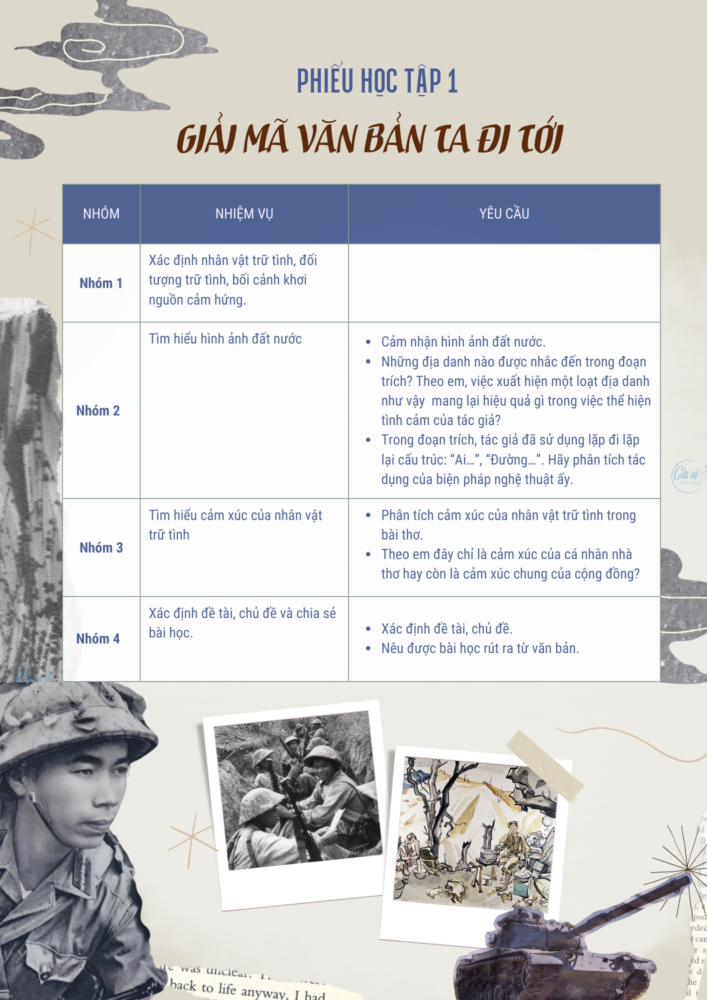 PHIẾU HỌC TẬP 1
GIẢI MÃ VĂN BẢN TA ĐI TỚI
NHÓM
NHIỆM VỤ
YÊU CẦU
Nhóm 1
Xác định nhân vật trữ tình, đối
tượng trữ tình, bối cảnh khơi
nguồn cảm hứng.
Nhóm 2
Tìm hiểu hình ảnh đất nước
• Cảm nhận hình ảnh đất nước.
• Những địa danh nào được nhắc đến trong đoạn
trích? Theo em, việc xuất hiện một loạt địa danh
như vậy  mang lại hiệu quả gì trong việc thể hiện
tình cảm của tác giả?
• Trong đoạn trích, tác giả đã sử dụng lặp đi lặp
lại cấu trúc: “Ai...”, “Đường...”. Hãy phân tích tác
dụng của biện pháp nghệ thuật ấy.
Nhóm 3
Tìm hiểu cảm xúc của nhân vật
trữ tình
• Phân tích cảm xúc của nhân vật trữ tình trong
bài thơ.
• Theo em đây chỉ là cảm xúc của cá nhân nhà
thơ hay còn là cảm xúc chung của cộng đồng?
Nhóm 4
Xác định đề tài, chủ đề và chia sẻ
bài học.
• Xác định đề tài, chủ đề.
• Nêu được bài học rút ra từ văn bản.
Cửa sổ
VĂN HỌC
was unclear.
back to life anyway, I had